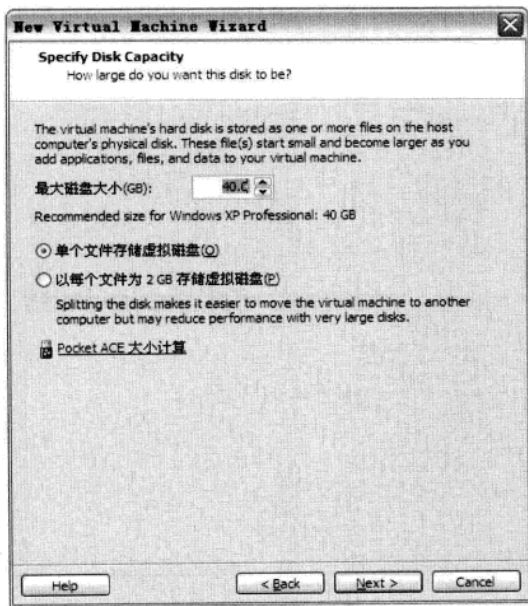 New Virtual Machine Wizard
Specify Disk Capacity
How large do you want this disk to be?
The virtual machine's hard disk is stored as one or more files on the host
computer's physical disk. These file(s) start small and become larger as you
add applications, files, and data to your virtual machine.
最大磁盘大小(GB): 40.0
Recommended size for Windows XP Professional: 40 GB
单个文件存储虚拟磁盘(O)
以每个文件为 2 GB 存储虚拟磁盘(P)
Splitting the disk makes it easier to move the virtual machine to another
computer but may reduce performance with very large disks.
Pocket ACE 大小计算
Help < Back Next > Cancel